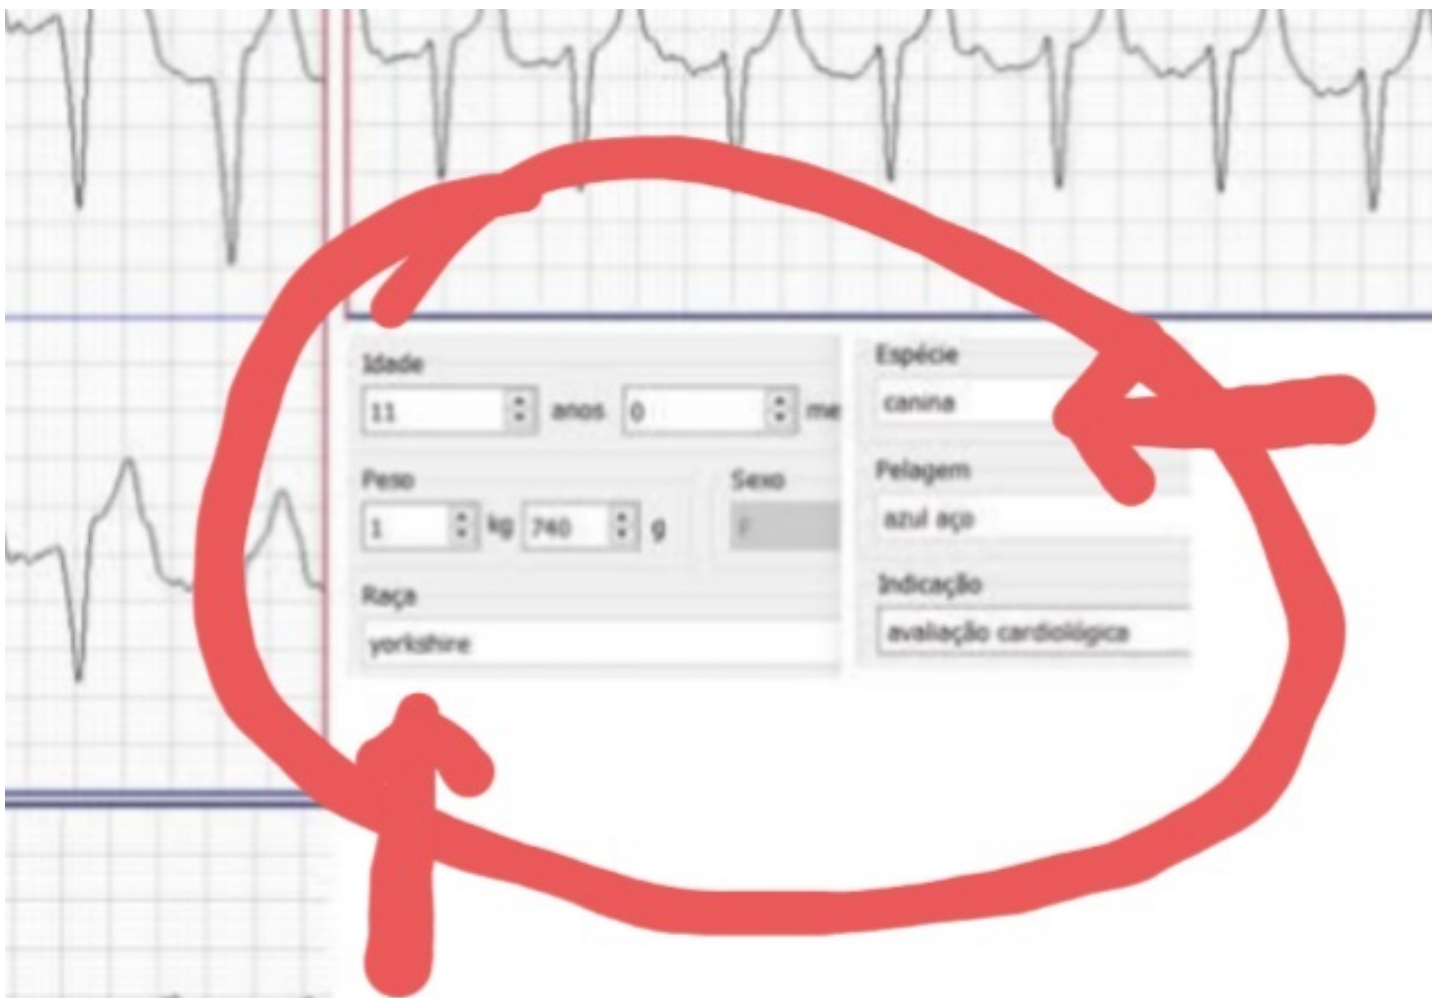 Idade
11 anos 0 me
Peso
Sexo
1 kg 740 g
F
Raça
yorkshire
Espécie
canina
Pelagem
azul aço
Indicação
avaliação cardiológica